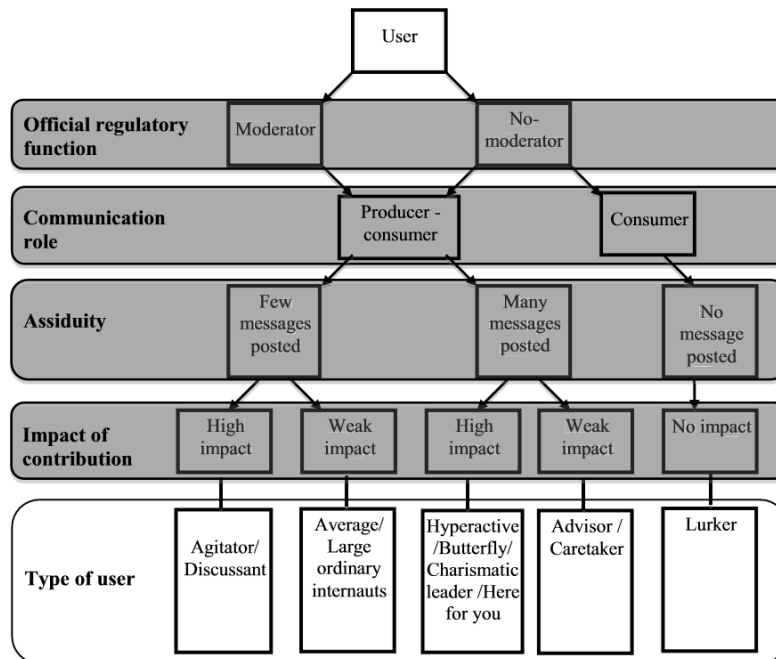 User
Official regulatory
function
Moderator
No-
moderator
Communication
role
Producer -
consumer
Consumer
Assiduity
Few
messages
posted
Many
messages
posted
No
message
posted
Impact of
contribution
High
impact
Weak
impact
High
impact
Weak
impact
No impact
Type of user
Agitator/
Discussant
Average/
Large
ordinary
internauts
Hyperactive
/Butterfly/
Charismatic
leader /Here
for you
Advisor /
Caretaker
Lurker